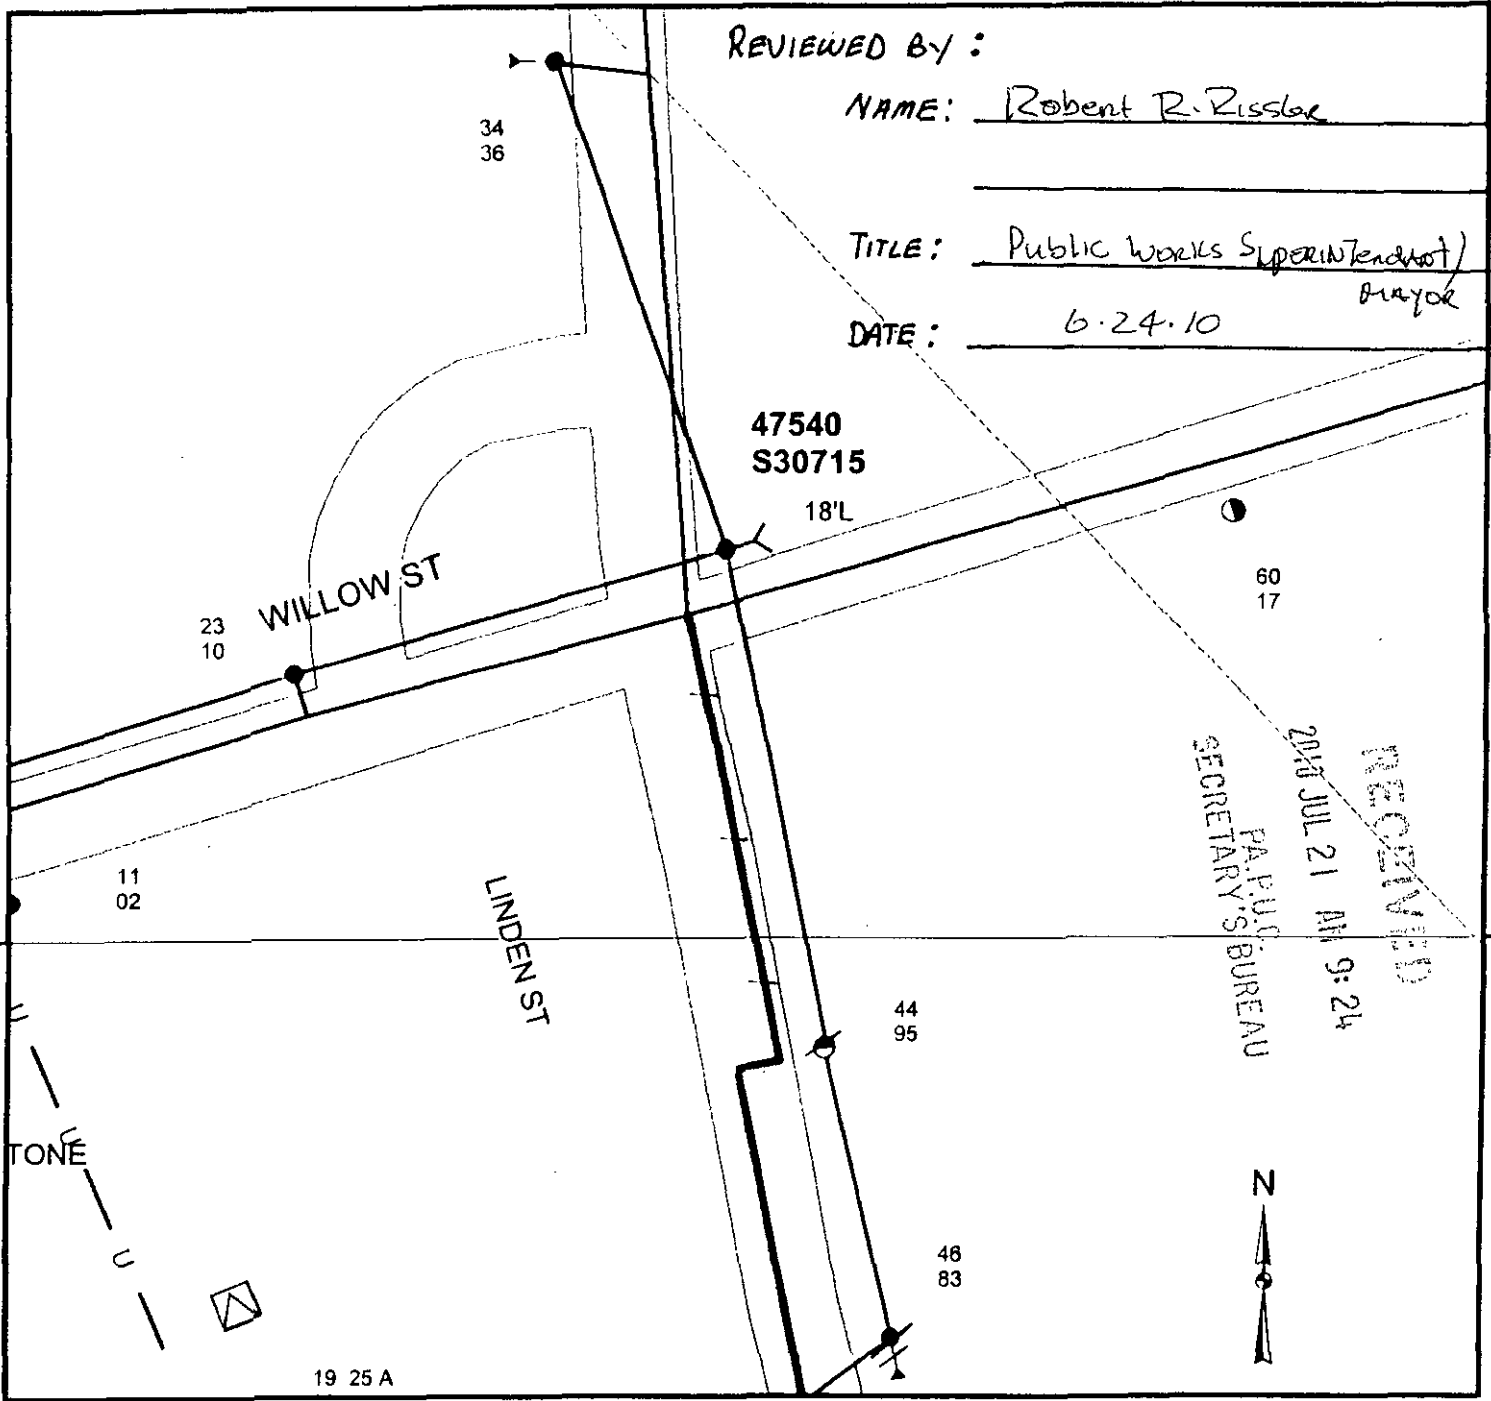 REVIEWED BY :
NAME: Robert R. Rissler
TITLE: Public Works Superintendant/
Mayor
DATE: 6.24.10
34
36
47540
S30715
18'L
60
17
WILLOW ST
23
10
11
02
LINDEN ST
RECEIVED
2010 JUL 21 AM 9:24
PA.P.U.C.
SECRETARY'S BUREAU
44
95
U
U
TONE
U
N
46
83
19 25 A